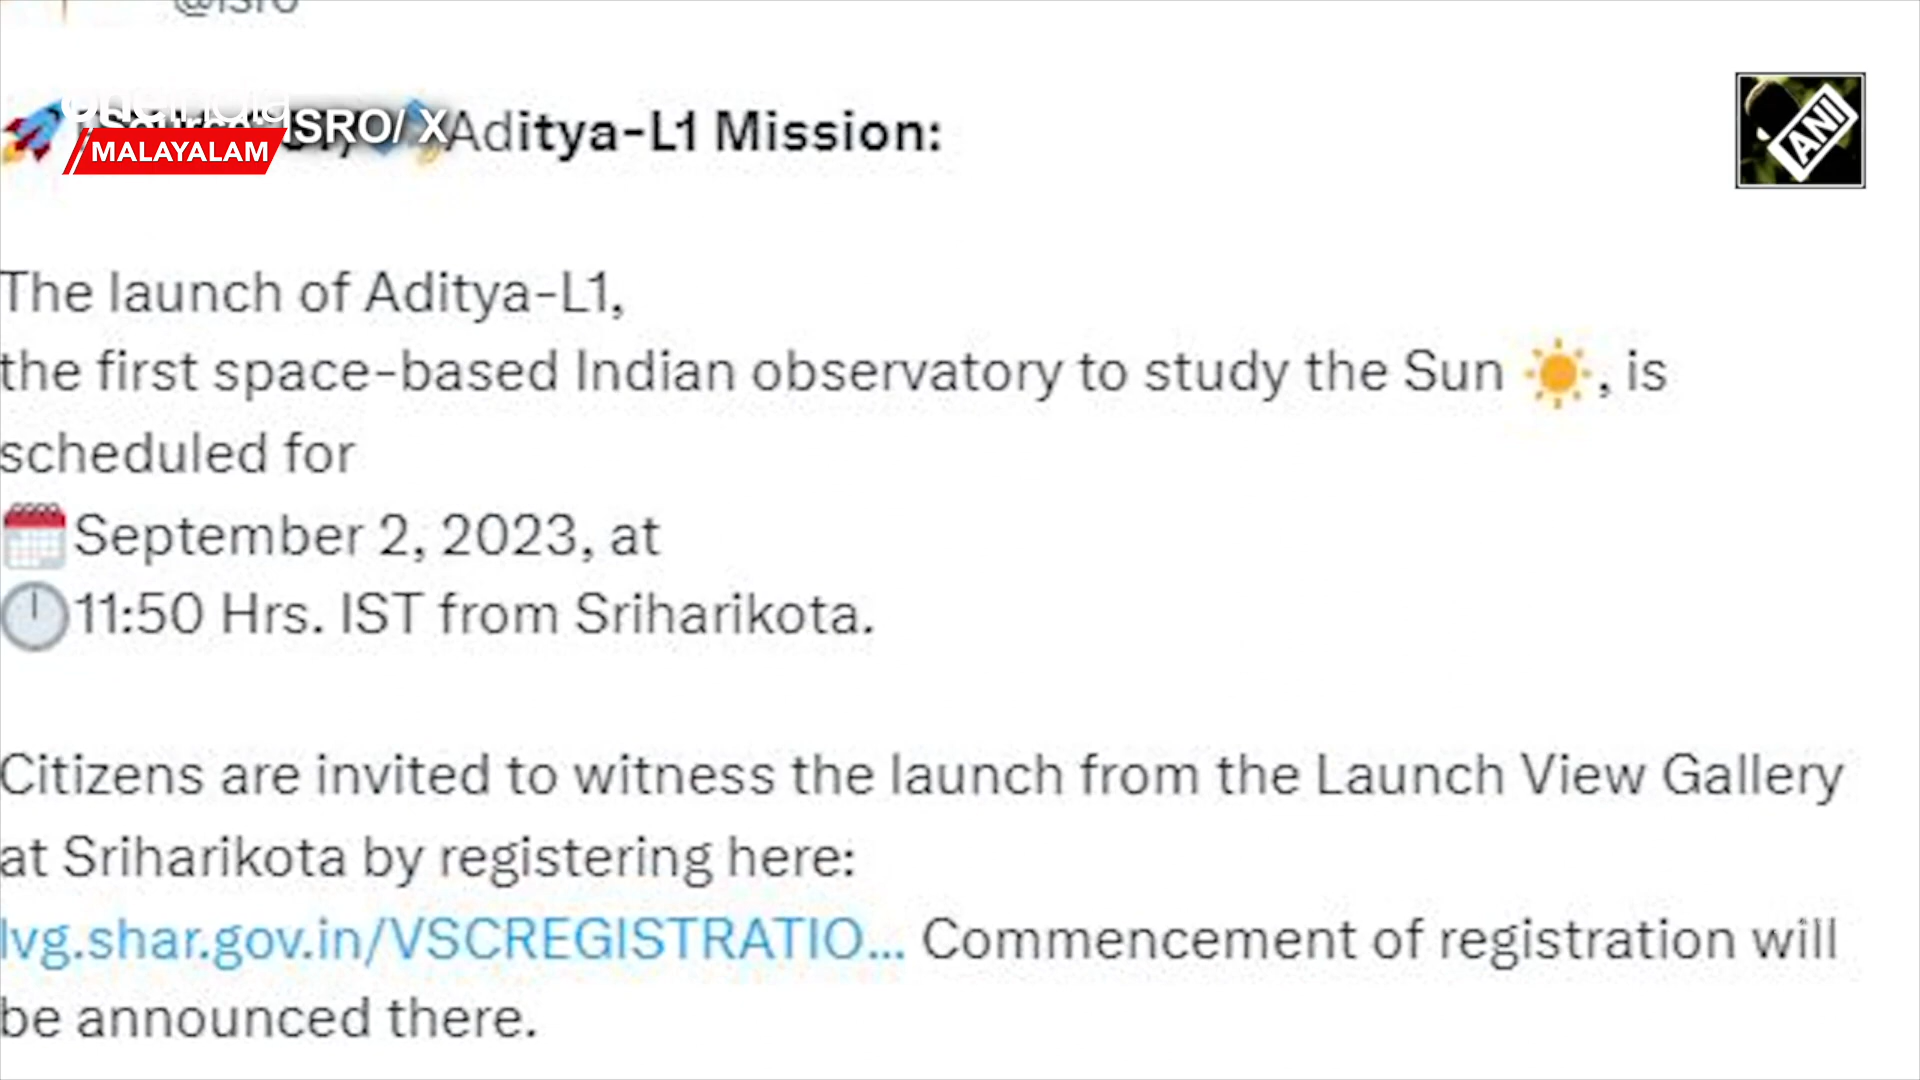 @isro
oneindia
MALAYALAM
ISRO/ X
Aditya-L1 Mission:
ANI
The launch of Aditya-L1,
the first space-based Indian observatory to study the Sun ☀️, is
scheduled for
🗓️September 2, 2023, at
🕛11:50 Hrs. IST from Sriharikota.
Citizens are invited to witness the launch from the Launch View Gallery
at Sriharikota by registering here:
lvg.shar.gov.in/VSCREGISTRATIO... Commencement of registration will
be announced there.